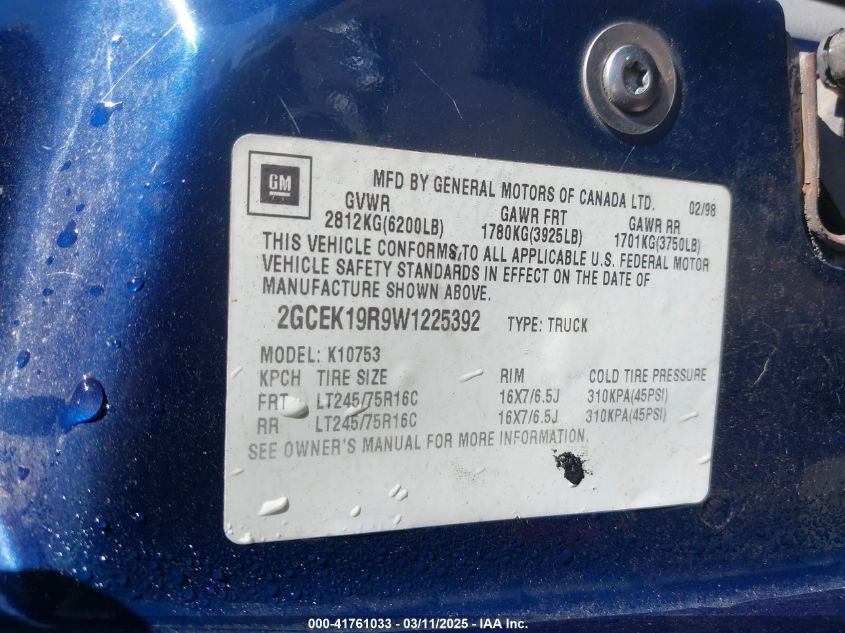 GM
MFD BY GENERAL MOTORS OF CANADA LTD. 02/98
GVWR GAWR FRT GAWR RR
2812KG(6200LB) 1780KG(3925LB) 1701KG(3750LB)
THIS VEHICLE CONFORMS TO ALL APPLICABLE U.S. FEDERAL MOTOR
VEHICLE SAFETY STANDARDS IN EFFECT ON THE DATE OF
MANUFACTURE SHOWN ABOVE.
2GCEK19R9W1225392 TYPE: TRUCK
MODEL: K10753
KPCH TIRE SIZE RIM COLD TIRE PRESSURE
FRT LT245/75R16C 16X7/6.5J 310KPA(45PSI)
RR LT245/75R16C 16X7/6.5J 310KPA(45PSI)
SEE OWNER'S MANUAL FOR MORE INFORMATION.
000-41761033 - 03/11/2025 - IAAI.com